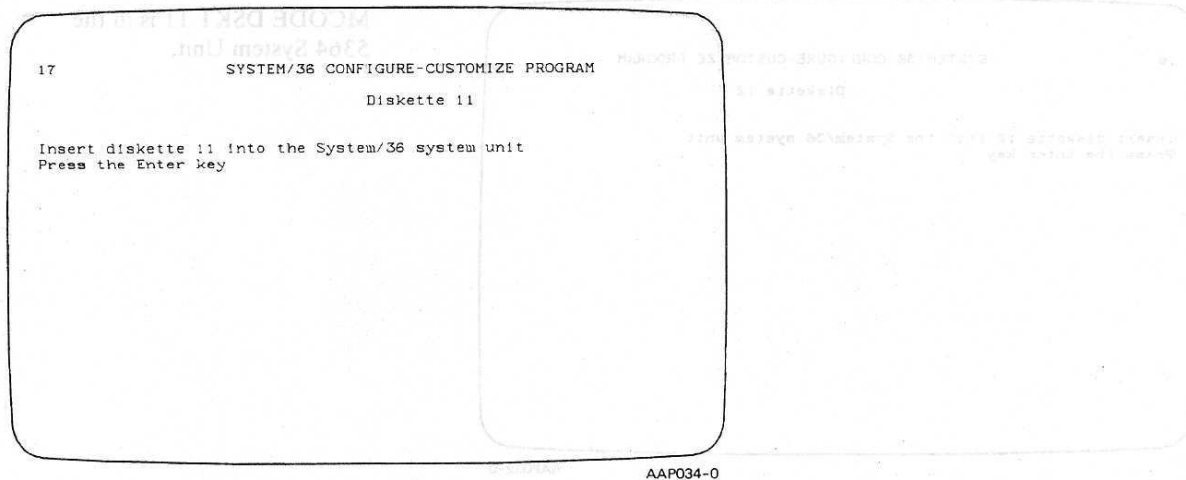 17 SYSTEM/36 CONFIGURE-CUSTOMIZE PROGRAM
Diskette 11
Insert diskette 11 into the System/36 system unit
Press the Enter key
AAP034-0